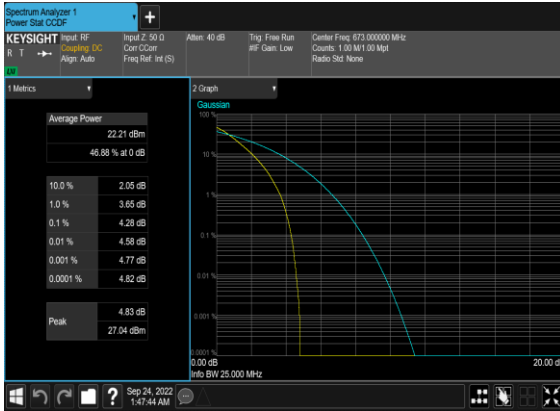 Spectrum Analyzer 1
Power Stat CCDF
+
KEYSIGHT
R T
Input: RF
Coupling: DC
Align: Auto
Input Z: 50 Ω
Corr CCorr
Freq Ref: Int (S)
Atten: 40 dB
Trig: Free Run
#IF Gain: Low
Center Freq: 673.000000 MHz
Counts: 1.00 M/1.00 Mpt
Radio Std: None
1 Metrics
Average Power
22.21 dBm
46.88 % at 0 dB
10.0 % 2.05 dB
1.0 % 3.65 dB
0.1 % 4.28 dB
0.01 % 4.58 dB
0.001 % 4.77 dB
0.0001 % 4.82 dB
Peak
4.83 dB
27.04 dBm
2 Graph
Gaussian
100 %
10 %
1 %
0.1 %
0.01 %
0.001 %
0.0001 %
0.00 dB
20.00 d
Info BW 25.000 MHz
?
Sep 24, 2022
1:47:44 AM